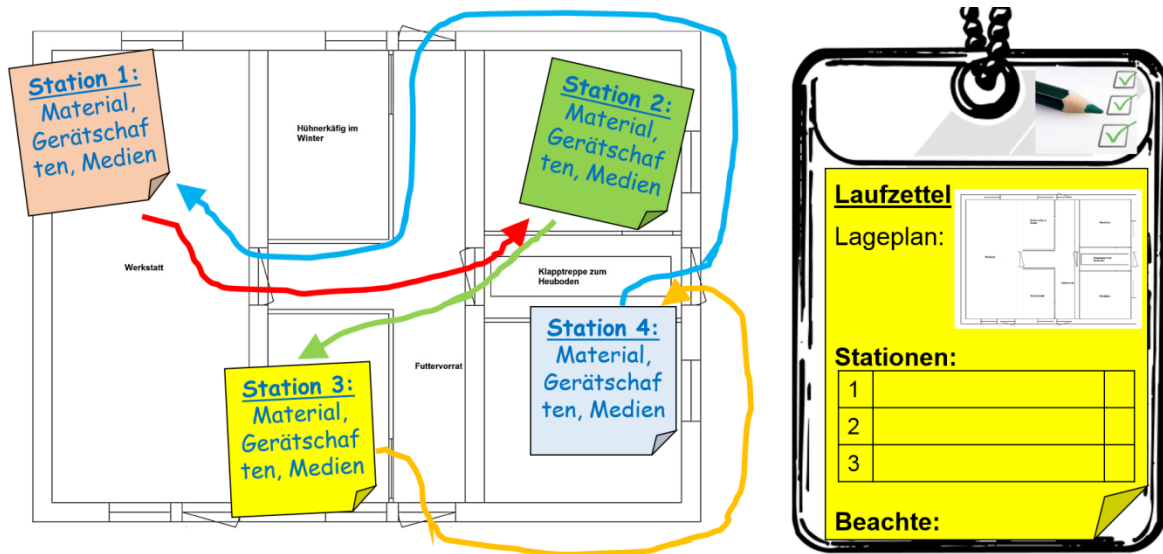 Station 1:
Material,
Gerätschaf
ten, Medien
Hühnerkäfig im
Winter
Station 2:
Material,
Gerätschaf
ten, Medien
Werkstatt
Klapptreppe zum
Heuboden
Station 3:
Material,
Gerätschaf
ten, Medien
Futtervorrat
Station 4:
Material,
Gerätschaf
ten, Medien
Laufzettel
Lageplan:
Stationen:
1
2
3
Beachte: